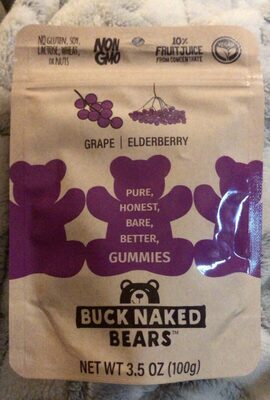 NO GLUTEN, SOY,
LACTOSE, WHEAT,
OR NUTS
NON
GMO
10%
FRUIT JUICE
FROM CONCENTRATE
GRAPE | ELDERBERRY
PURE,
HONEST,
BARE,
BETTER,
GUMMIES
BUCK NAKED
BEARS™
NET WT 3.5 OZ (100g)